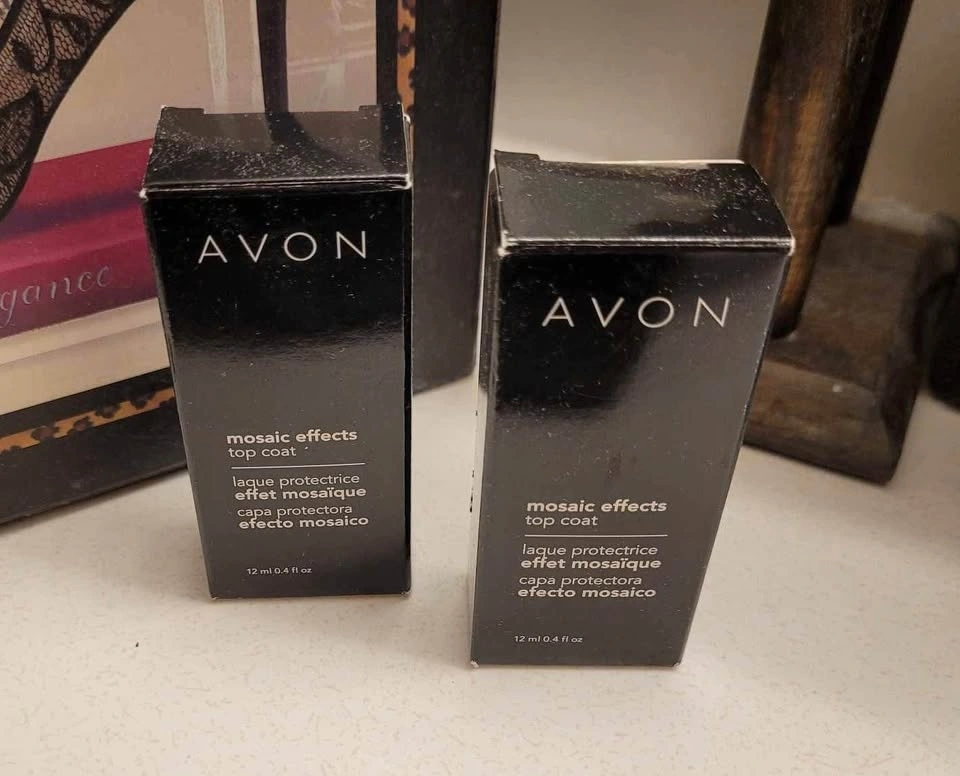 AVON
mosaic effects
top coat
laque protectrice
effet mosaïque
capa protectora
efecto mosaico
12 ml 0.4 fl oz
AVON
mosaic effects
top coat
laque protectrice
effet mosaïque
capa protectora
efecto mosaico
12 ml 0.4 fl oz